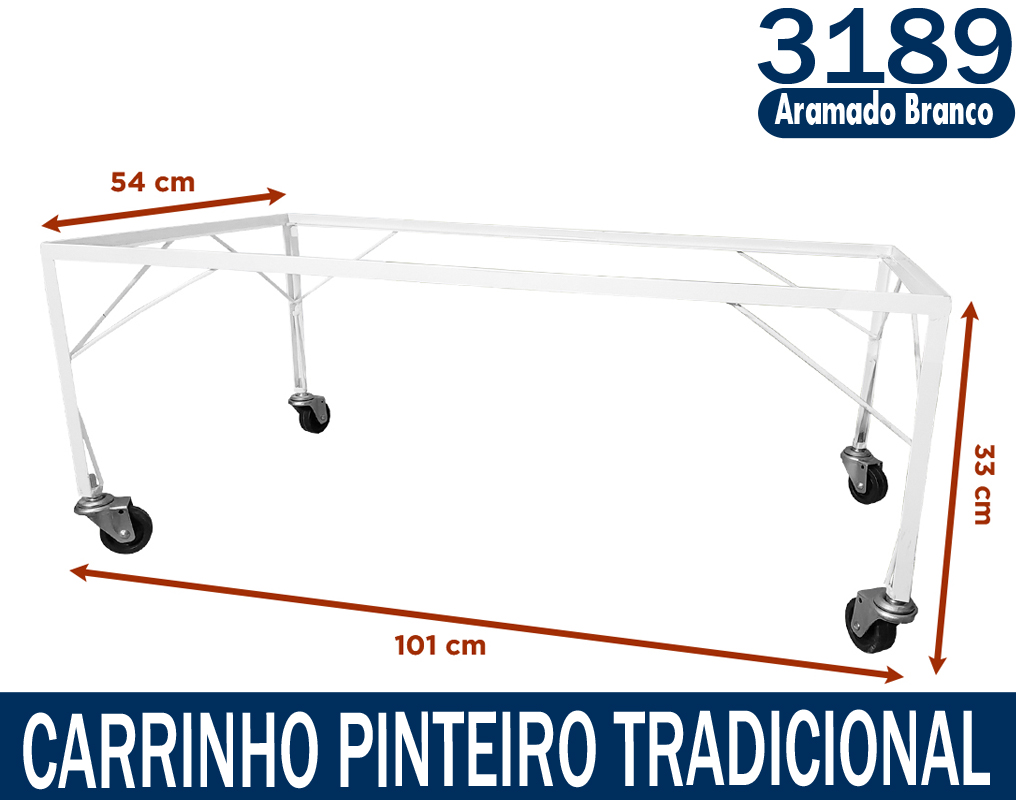 3189
Aramado Branco
54 cm
33 cm
101 cm
CARRINHO PINTEIRO TRADICIONAL